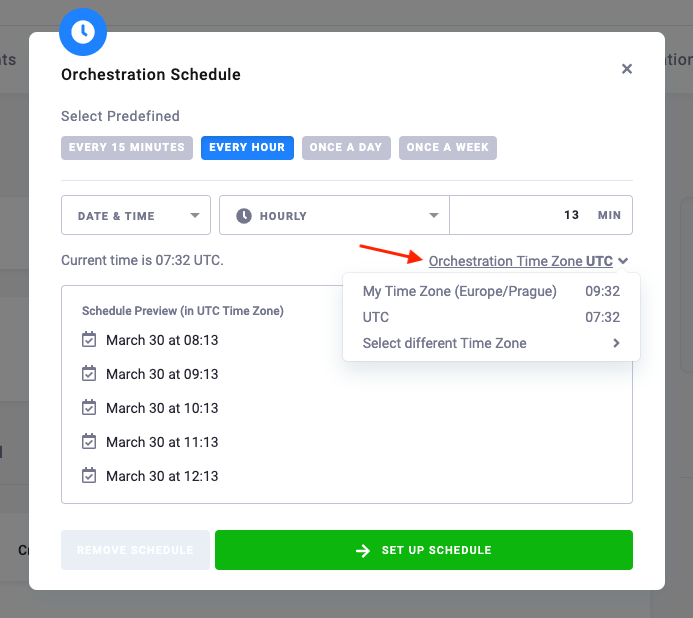 nts
tion
Orchestration Schedule
Select Predefined
EVERY 15 MINUTES EVERY HOUR ONCE A DAY ONCE A WEEK
DATE & TIME HOURLY 13 MIN
Current time is 07:32 UTC. Orchestration Time Zone UTC
My Time Zone (Europe/Prague) 09:32
UTC 07:32
Select different Time Zone
Schedule Preview (in UTC Time Zone)
March 30 at 08:13
March 30 at 09:13
March 30 at 10:13
March 30 at 11:13
March 30 at 12:13
REMOVE SCHEDULE SET UP SCHEDULE